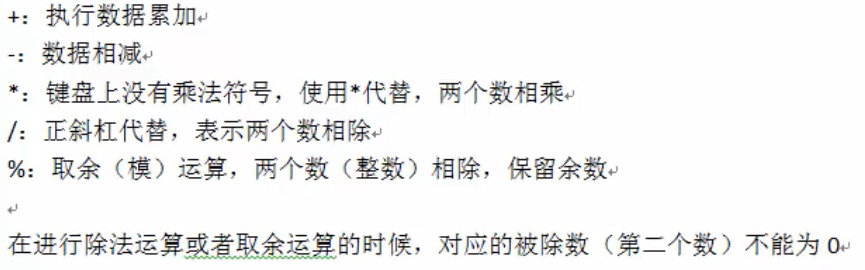 +：执行数据累加
-：数据相减
*：键盘上没有乘法符号，使用*代替，两个数相乘
/：正斜杠代替，表示两个数相除
%：取余（模）运算，两个数（整数）相除，保留余数
在进行除法运算或者取余运算的时候，对应的被除数（第二个数）不能为 0